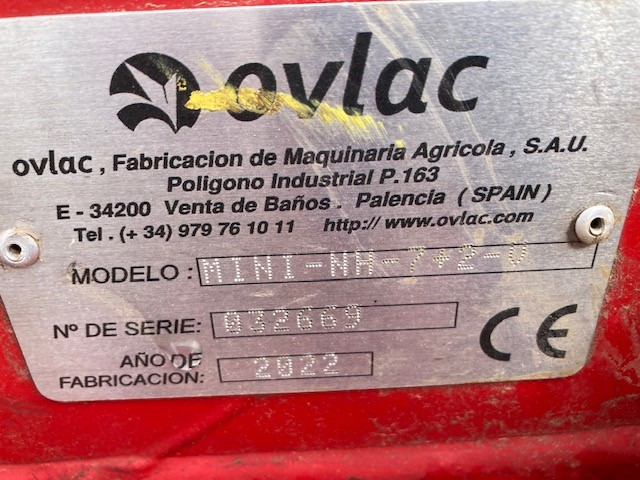 ovlac
ovlac, Fabricacion de Maquinaria Agricola, S.A.U.
Poligono Industrial P.163
E - 34200 Venta de Baños. Palencia (SPAIN)
Tel. (+ 34) 979 76 10 11 http://www.ovlac.com
MODELO: MINI-NH-7+2-V
Nº DE SERIE: 032669
AÑO DE
FABRICACION: 2022
CE